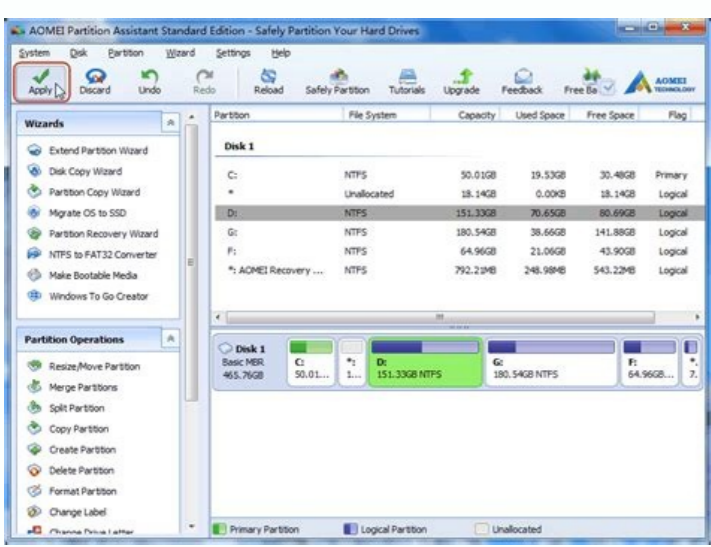 AOMEI Partition Assistant Standard Edition - Safely Partition Your Hard Drives
System Disk Partition Wizard Settings Help
Apply Discard Undo Redo Reload Safely Partition Tutorials Upgrade Feedback Free Ba AOMEI
TECHNOLOGY
Wizards
Extend Partition Wizard
Disk Copy Wizard
Partition Copy Wizard
Migrate OS to SSD
Partition Recovery Wizard
NTFS to FAT32 Converter
Make Bootable Media
Windows To Go Creator
Partition Operations
Resize/Move Partition
Merge Partitions
Split Partition
Copy Partition
Create Partition
Delete Partition
Format Partition
Change Label
Change Drive Letter
Partition File System Capacity Used Space Free Space Flag
Disk 1
C: NTFS 50.01GB 19.53GB 30.48GB Primary
* Unallocated 18.14GB 0.00KB 18.14GB Logical
D: NTFS 151.33GB 70.65GB 80.69GB Logical
G: NTFS 180.54GB 38.66GB 141.88GB Logical
F: NTFS 64.96GB 21.06GB 43.90GB Logical
*: AOMEI Recovery ... NTFS 792.21MB 248.98MB 543.22MB Logical
Disk 1
Basic MBR
465.76GB
C:
50.01...
*:
1...
D:
151.33GB NTFS
G:
180.54GB NTFS
F:
64.96GB...
*.
7.
Primary Partition Logical Partition Unallocated